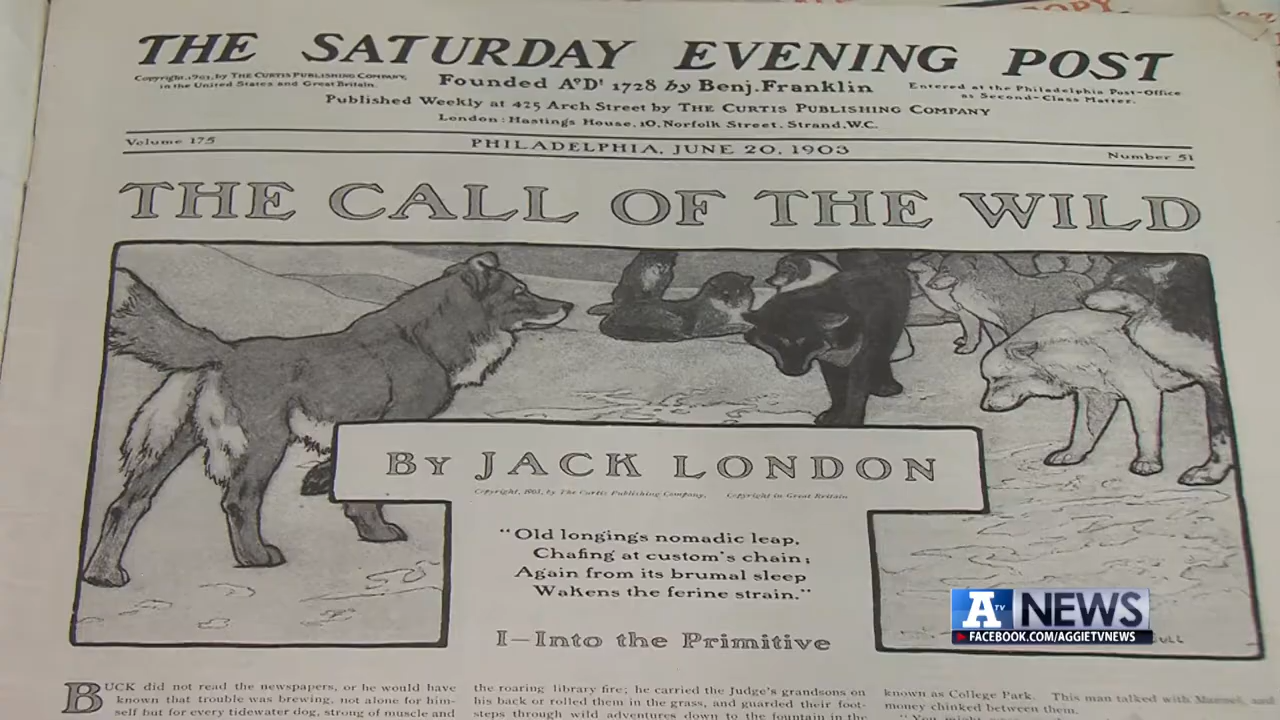 THE SATURDAY EVENING POST
Copyright, 1903, by THE CURTIS PUBLISHING COMPANY,
in the United States and Great Britain.
Founded A°D' 1728 by Benj. Franklin
Entered at the Philadelphia Post-Office
as Second-Class Matter.
Published Weekly at 425 Arch Street by THE CURTIS PUBLISHING COMPANY
London: Hastings House, 10, Norfolk Street, Strand, W.C.
Volume 175
PHILADELPHIA, JUNE 20, 1903
Number 51
THE CALL OF THE WILD
BY JACK LONDON
Copyright, 1903, by The Curtis Publishing Company. Copyright in Great Britain
"Old longings nomadic leap,
Chafing at custom's chain;
Again from its brumal sleep
Wakens the ferine strain."
I—Into the Primitive
BUCK did not read the newspapers, or he would have
known that trouble was brewing, not alone for him-
self but for every tidewater dog, strong of muscle and
the roaring library fire; he carried the Judge's grandsons on
his back or rolled them in the grass, and guarded their foot-
steps through wild adventures down to the fountain in the
known as College Park. This man talked with Manuel, and
money chinked between them.
"You might
A TV NEWS
FACEBOOK.COM/AGGIETVNEWS